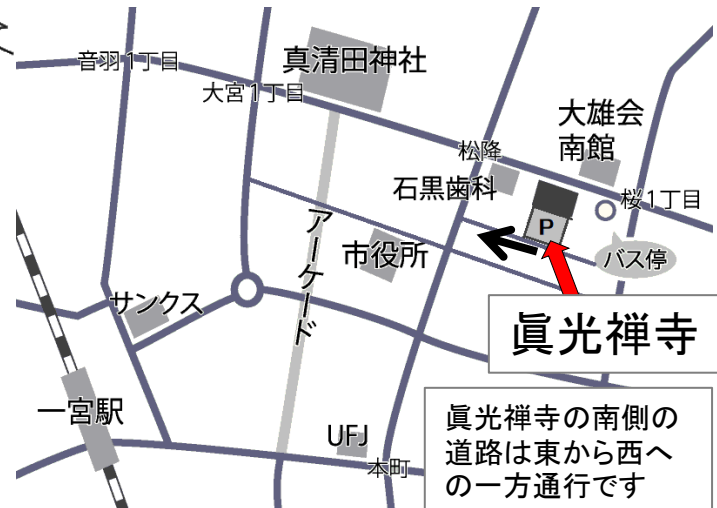 音羽1丁目
真清田神社
大宮1丁目
大雄会
南館
松降
石黒歯科
桜1丁目
P
アーケード
市役所
バス停
サンクス
眞光禅寺
一宮駅
UFJ
本町
眞光禅寺の南側の
道路は東から西へ
の一方通行です